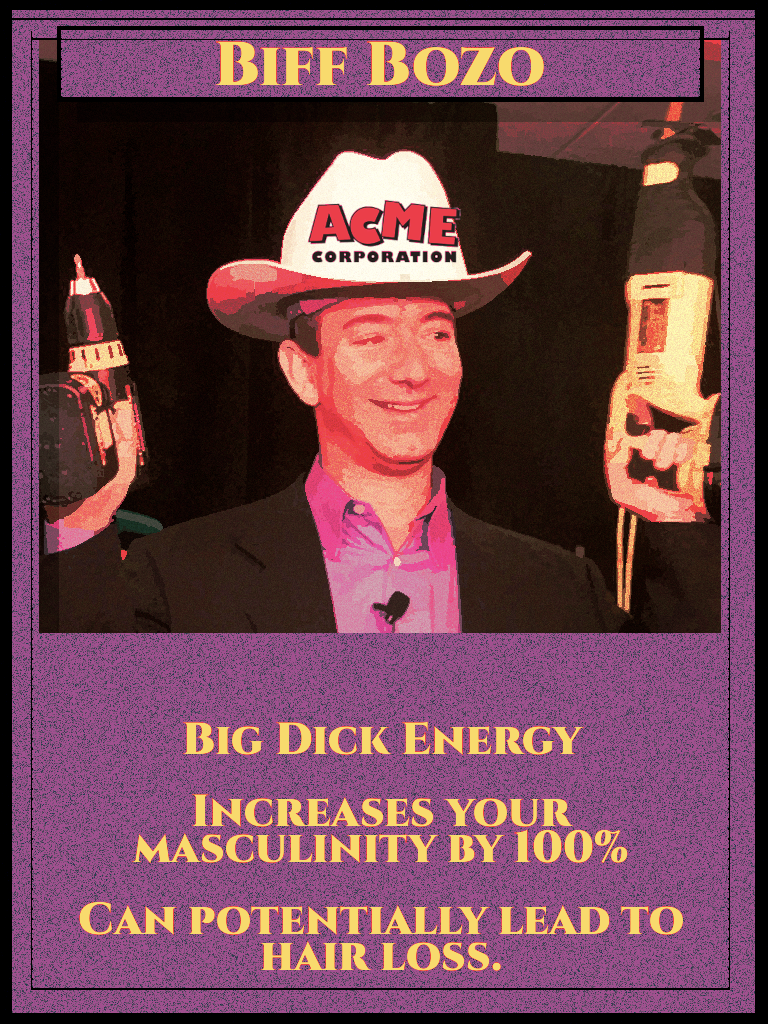 Biff Bozo
ACME
CORPORATION
Big Dick Energy
Increases your
masculinity by 100%
Can potentially lead to
hair loss.